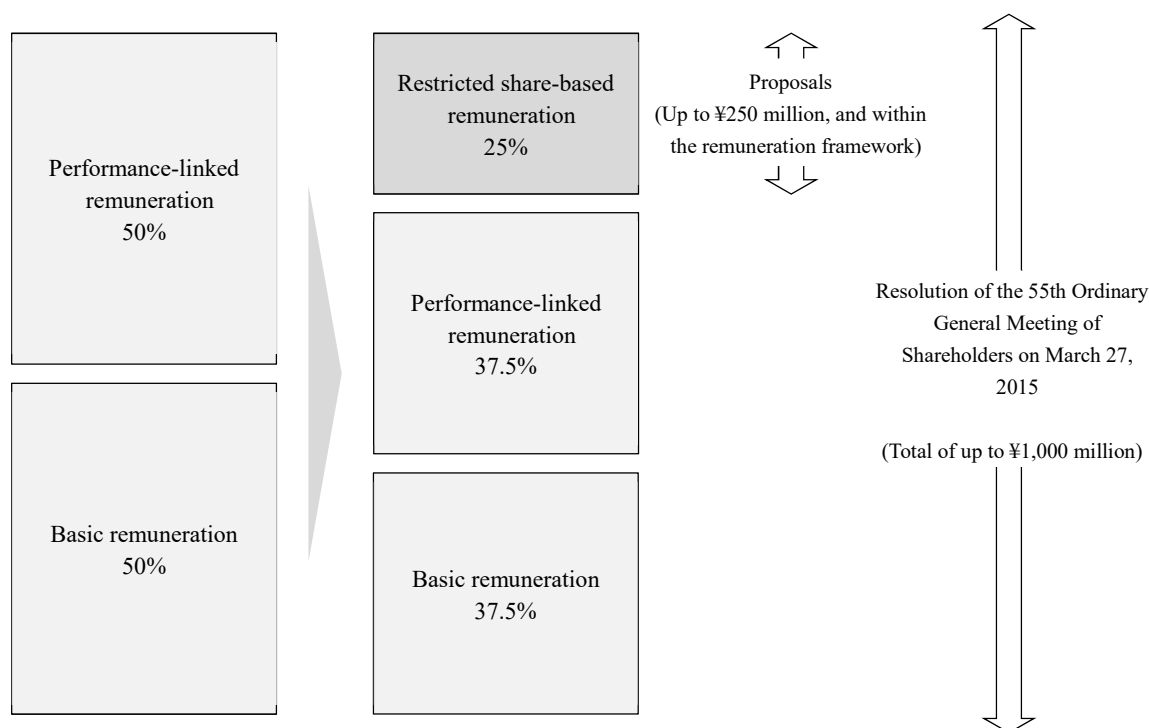 Performance-linked
remuneration
50%
Basic remuneration
50%
Restricted share-based
remuneration
25%
Performance-linked
remuneration
37.5%
Basic remuneration
37.5%
Proposals
(Up to ¥250 million, and within
the remuneration framework)
Resolution of the 55th Ordinary
General Meeting of
Shareholders on March 27,
2015
(Total of up to ¥1,000 million)